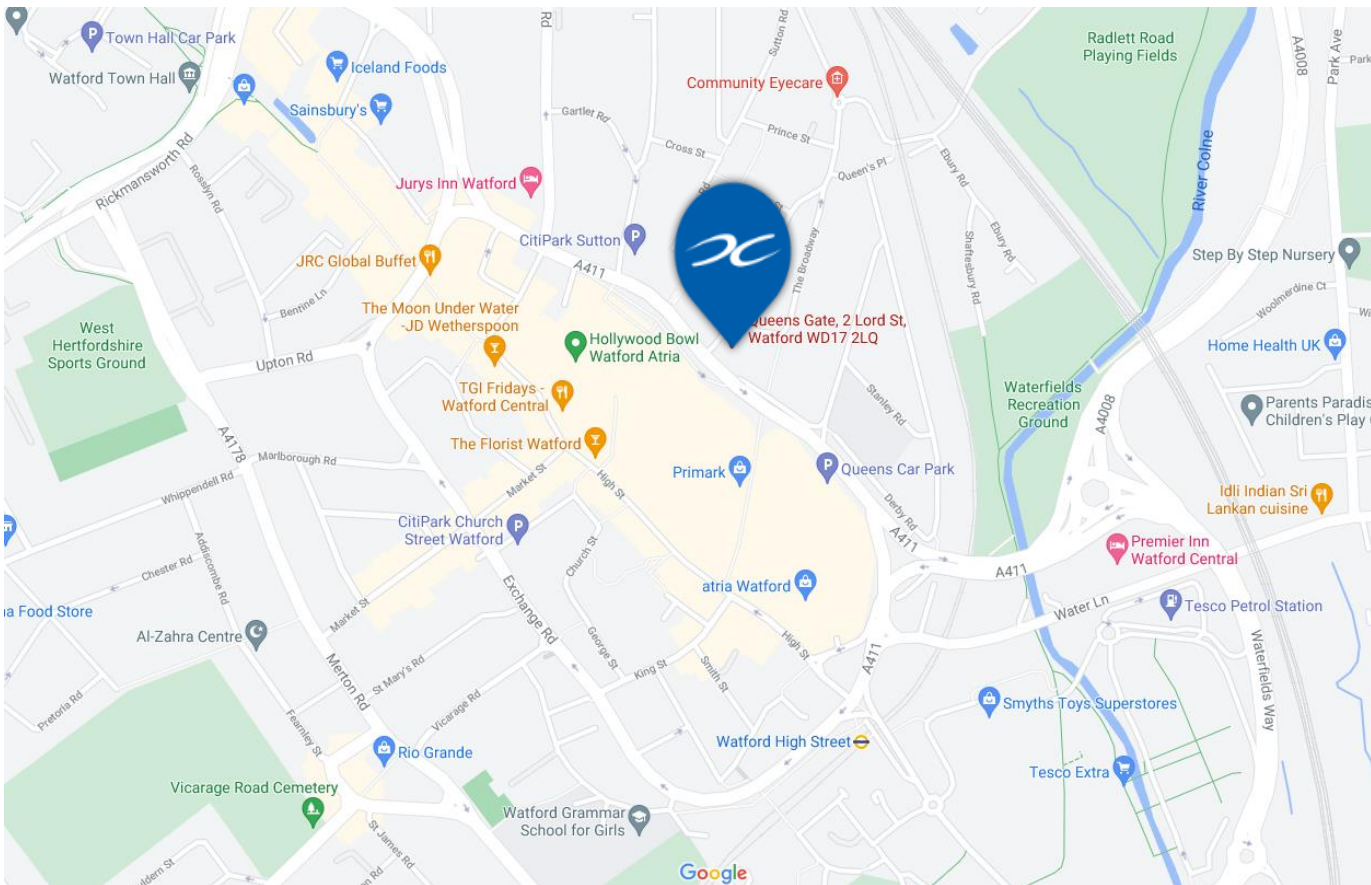 Town Hall Car Park
Watford Town Hall
Iceland Foods
Sainsbury's
Rd
Sutton Rd
Community Eyecare
Radlett Road
Playing Fields
A4008
Park Ave
Park
Gartlet Rd
Cross St
Prince St
Queen's Pl
Ebury Rd
River Colne
Rickmansworth Rd
Rosslyn Rd
Jurys Inn Watford
CitiPark Sutton
A411
Rd
St
The Broadway
Shaftesbury Rd
Ebury Rd
Step By Step Nursery
Woolmerdine Ct
JRC Global Buffet
Bentine Ln
The Moon Under Water
-JD Wetherspoon
West
Hertfordshire
Sports Ground
Upton Rd
Hollywood Bowl
Watford Atria
Queens Gate, 2 Lord St,
Watford WD17 2LQ
Wi
Home Health UK
TGI Fridays -
Watford Central
Stanley Rd
Waterfields
Recreation
Ground
A4008
Parents Paradis
Children's Play
A4178
The Florist Watford
Marlborough Rd
Market St
High St
Primark
Queens Car Park
Whippendell Rd
Idli Indian Sri
Lankan cuisine
CitiPark Church
Street Watford
Derby Rd
A411
Addiscombe Rd
Church St
Premier Inn
Watford Central
Chester Rd
A411
atria Watford
a Food Store
Market St
Exchange Rd
Water Ln
Tesco Petrol Station
Al-Zahra Centre
George St
High St
King St
Smith St
A411
Waterfields Way
Merton Rd
St Mary's Rd
Pretoria Rd
Fearnley St
Vicarage Rd
Smyths Toys Superstores
Rio Grande
Watford High Street
Tesco Extra
Vicarage Road Cemetery
Watford Grammar
School for Girls
St James Rd
uldern St
Google